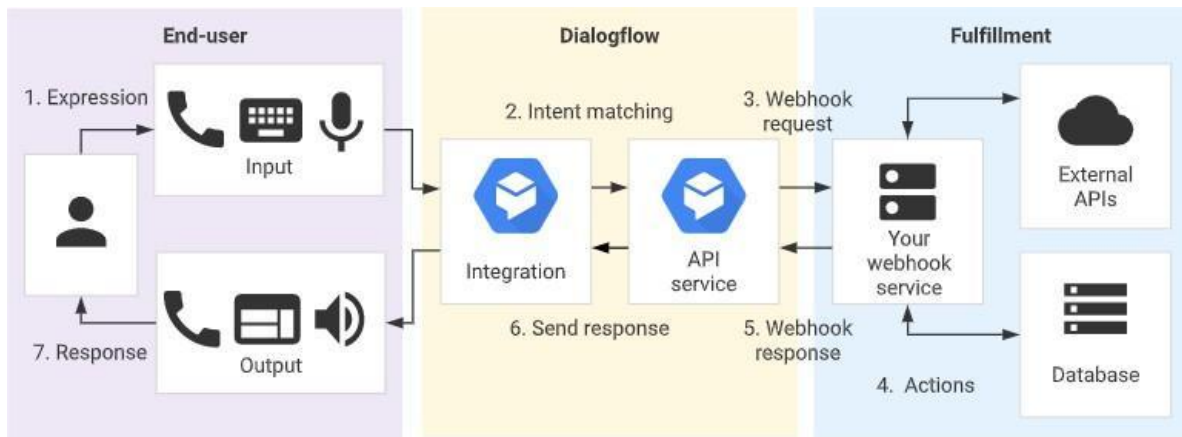 End-user
Dialogflow
Fulfillment
1. Expression
Input
2. Intent matching
3. Webhook
request
External
APIs
Integration
API
service
Your
webhook
service
7. Response
Output
6. Send response
5. Webhook
response
4. Actions
Database